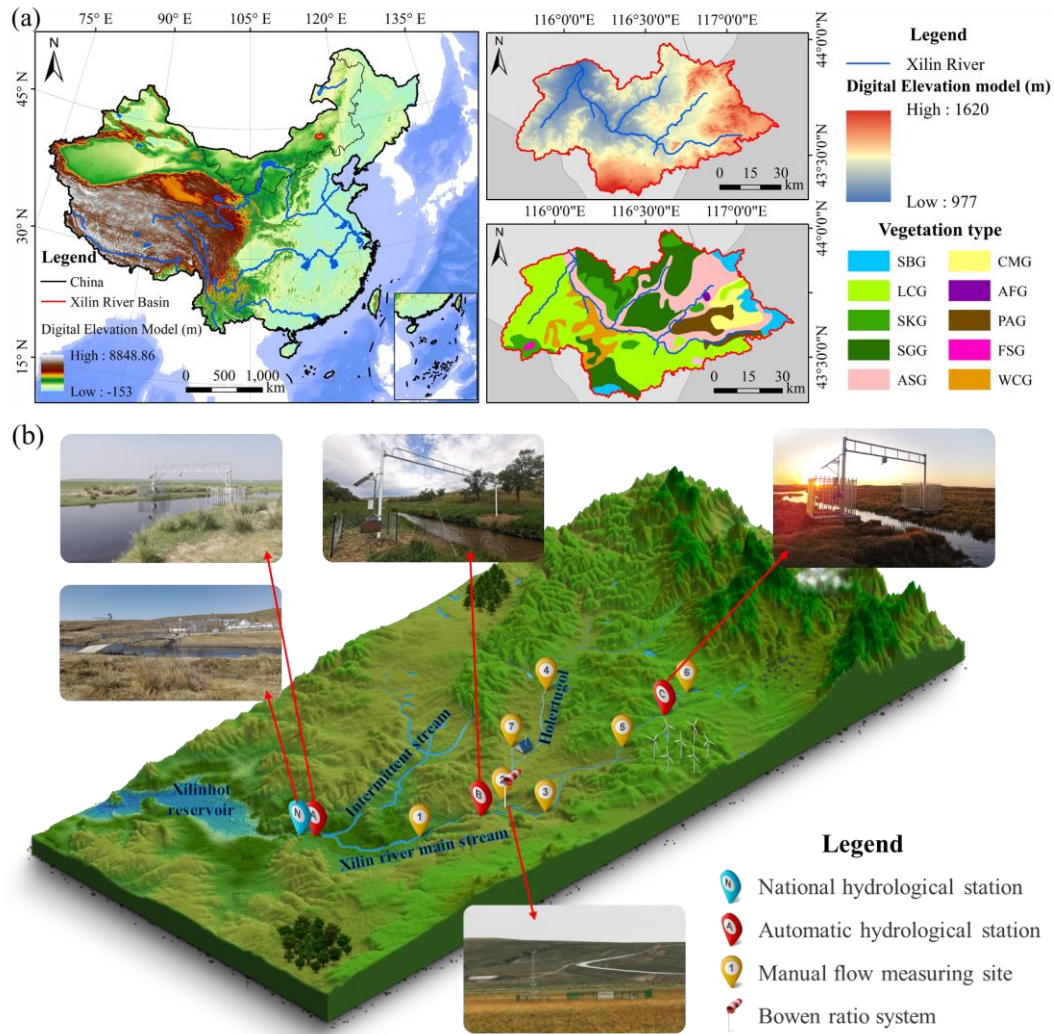 (a)
75°E 90°E 105°E 120°E 135°E
N
45°N
30°N
15°N
Legend
China
Xilin River Basin
Digital Elevation Model (m)
High : 8848.86
Low : -153
0 500 1,000
km
116°0'0"E 116°30'0"E 117°0'0"E
N
44°0'0"N
43°30'0"N
0 15 30
km
116°0'0"E 116°30'0"E 117°0'0"E
N
44°0'0"N
43°30'0"N
0 15 30
km
Legend
Xilin River
Digital Elevation model (m)
High : 1620
Low : 977
Vegetation type
SBG CMG
LCG AFG
SKG PAG
SGG FSG
ASG WCG
(b)
Xilinhot
reservoir
N
A
Intermittent stream
Xilin river main stream
Holertugol
1
B
2
3
7
4
5
C
6
Legend
N National hydrological station
A Automatic hydrological station
1 Manual flow measuring site
Bowen ratio system